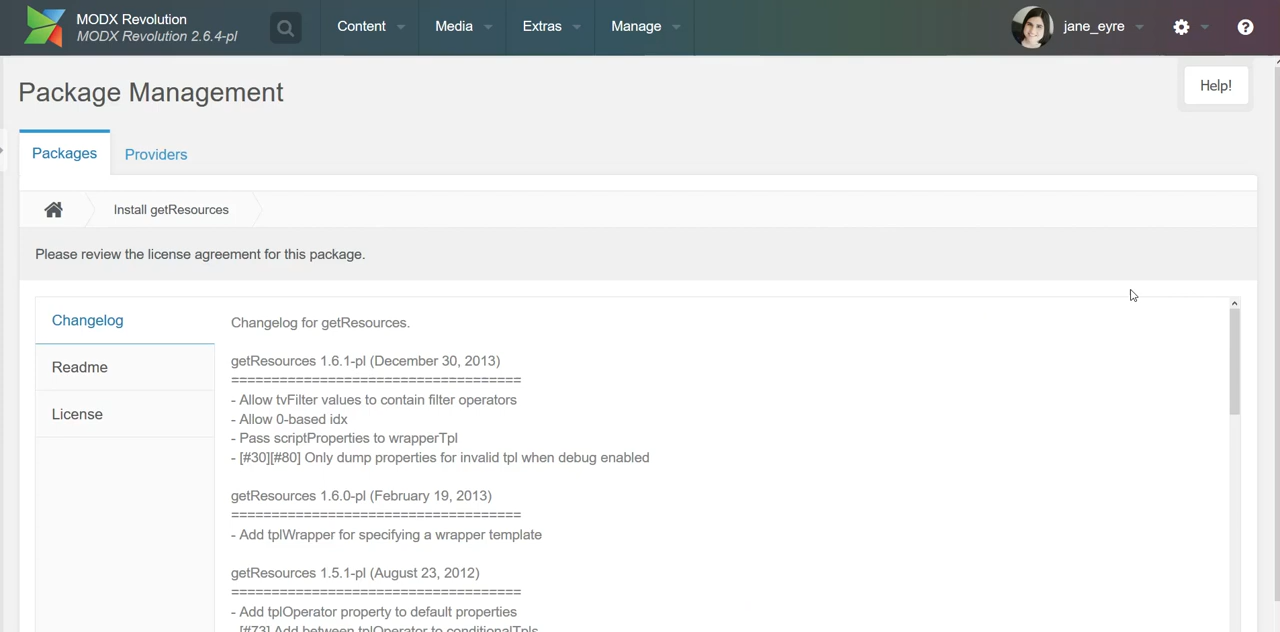 MODX Revolution
MODX Revolution 2.6.4-pl
Content
Media
Extras
Manage
jane_eyre
?
Package Management
Help!
Packages
Providers
Install getResources
Please review the license agreement for this package.
Changelog
Readme
License
Changelog for getResources.
getResources 1.6.1-pl (December 30, 2013)
====================================
- Allow tvFilter values to contain filter operators
- Allow 0-based idx
- Pass scriptProperties to wrapperTpl
- [#30][#80] Only dump properties for invalid tpl when debug enabled
getResources 1.6.0-pl (February 19, 2013)
====================================
- Add tplWrapper for specifying a wrapper template
getResources 1.5.1-pl (August 23, 2012)
====================================
- Add tplOperator property to default properties
- [#73] Add between tplOperator to conditionalTpls